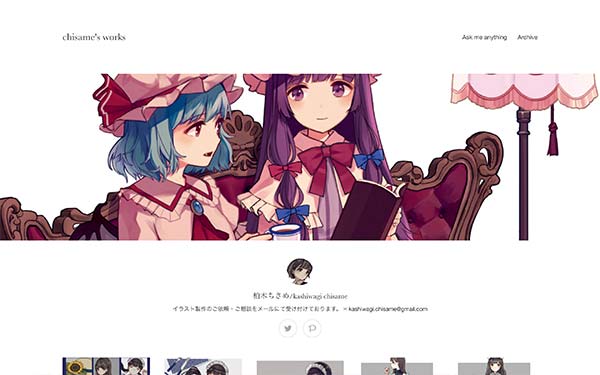 chisame's works
Ask me anything Archive
柏木ちさめ/kashiwagi chisame
イラスト製作のご依頼・ご相談をメールにて受け付けております。✉kashiwagi.chisame@gmail.com